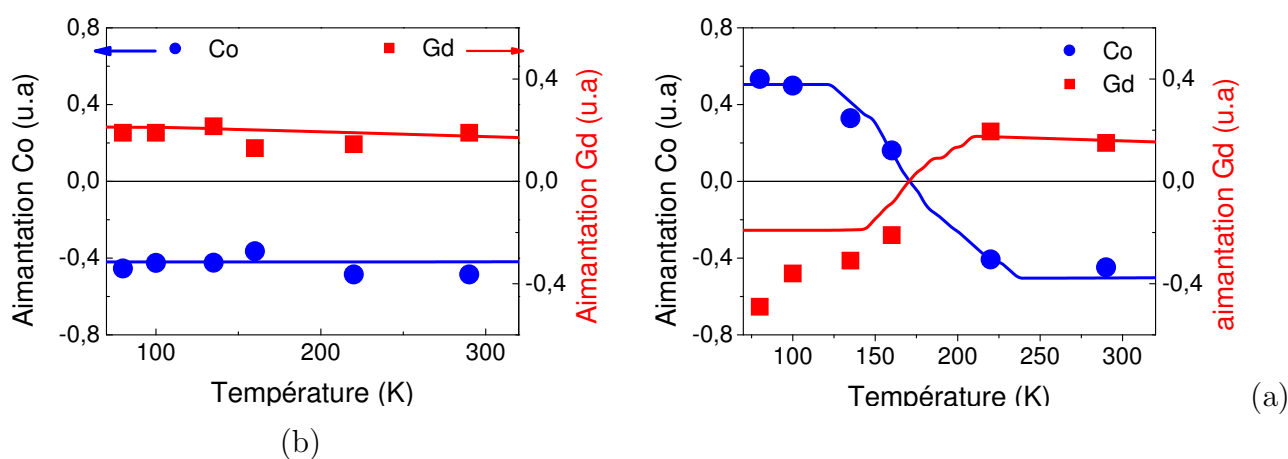 0,8
0,4
0,0
-0,4
-0,8
Aimantation Co (u.a)
Co
Gd
0,4
0,0
-0,4
Aimantation Gd (u.a)
100
200
300
Température (K)
(b)
0,8
0,4
0,0
-0,4
-0,8
Aimantation Co (u.a)
Co
Gd
0,4
0,0
-0,4
aimantation Gd (u.a)
100
150
200
250
300
Température (K)
(a)